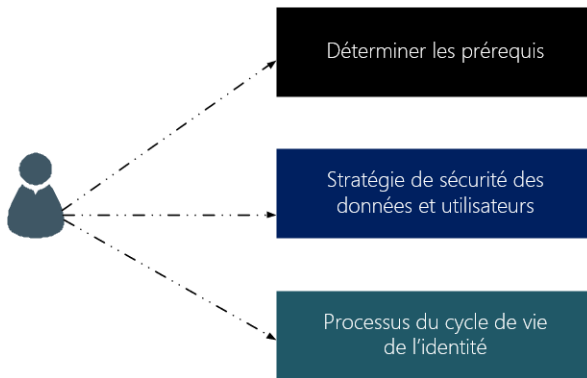 Déterminer les prérequis
Stratégie de sécurité des
données et utilisateurs
Processus du cycle de vie
de l'identité